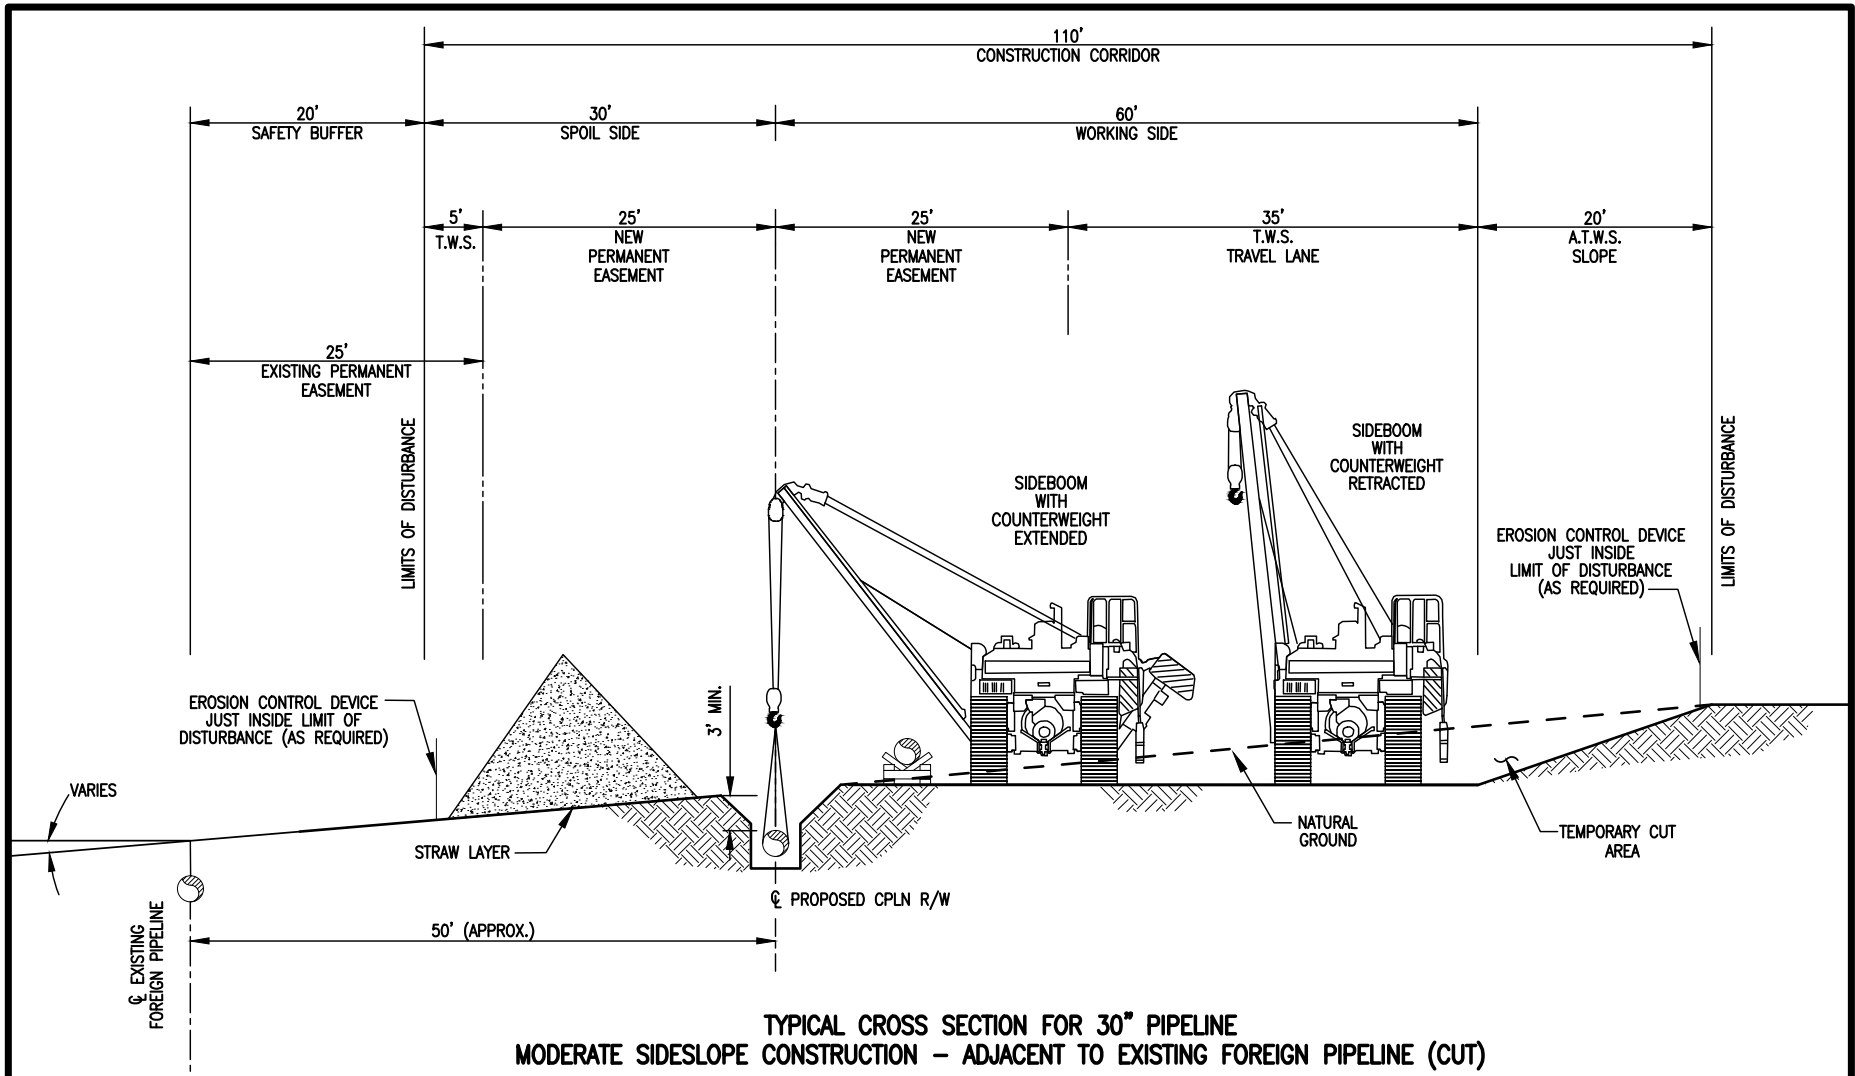 110'
CONSTRUCTION CORRIDOR
20'
SAFETY BUFFER
30'
SPOIL SIDE
60'
WORKING SIDE
5'
T.W.S.
25'
NEW
PERMANENT
EASEMENT
25'
NEW
PERMANENT
EASEMENT
35'
T.W.S.
TRAVEL LANE
20'
A.T.W.S.
SLOPE
25'
EXISTING PERMANENT
EASEMENT
LIMITS OF DISTURBANCE
SIDEBOOM
WITH
COUNTERWEIGHT
EXTENDED
SIDEBOOM
WITH
COUNTERWEIGHT
RETRACTED
LIMITS OF DISTURBANCE
EROSION CONTROL DEVICE
JUST INSIDE
LIMIT OF DISTURBANCE
(AS REQUIRED)
EROSION CONTROL DEVICE
JUST INSIDE LIMIT OF
DISTURBANCE (AS REQUIRED)
3' MIN.
VARIES
STRAW LAYER
NATURAL
GROUND
TEMPORARY CUT
AREA
℄ PROPOSED CPLN R/W
50' (APPROX.)
℄ EXISTING
FOREIGN PIPELINE
TYPICAL CROSS SECTION FOR 30" PIPELINE
MODERATE SIDESLOPE CONSTRUCTION – ADJACENT TO EXISTING FOREIGN PIPELINE (CUT)